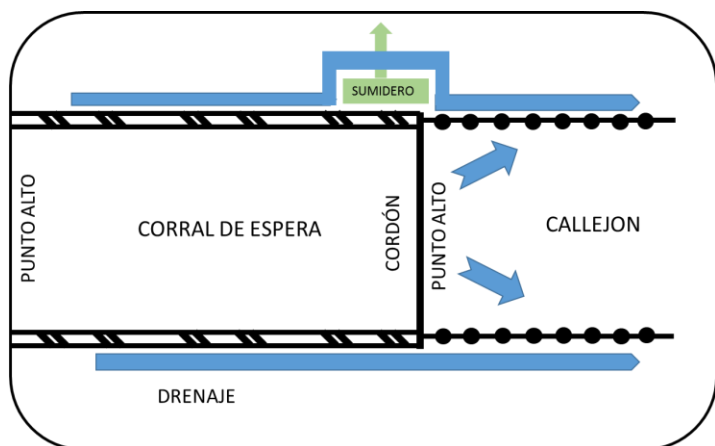 SUMIDERO
PUNTO ALTO
CORRAL DE ESPERA
CORDÓN
PUNTO ALTO
CALLEJON
DRENAJE